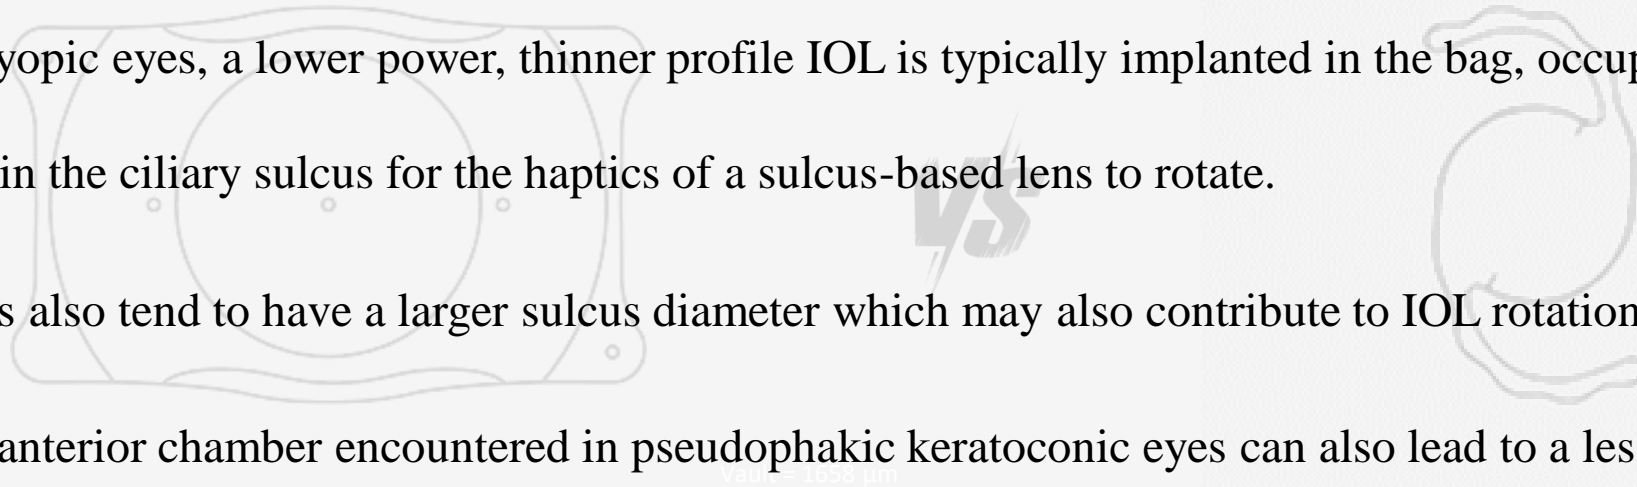 yopic eyes, a lower power, thinner profile IOL is typically implanted in the bag, occup
in the ciliary sulcus for the haptics of a sulcus-based lens to rotate.
VS
s also tend to have a larger sulcus diameter which may also contribute to IOL rotation
anterior chamber encountered in pseudophakic keratoconic eyes can also lead to a les
Vault = 1658 µm